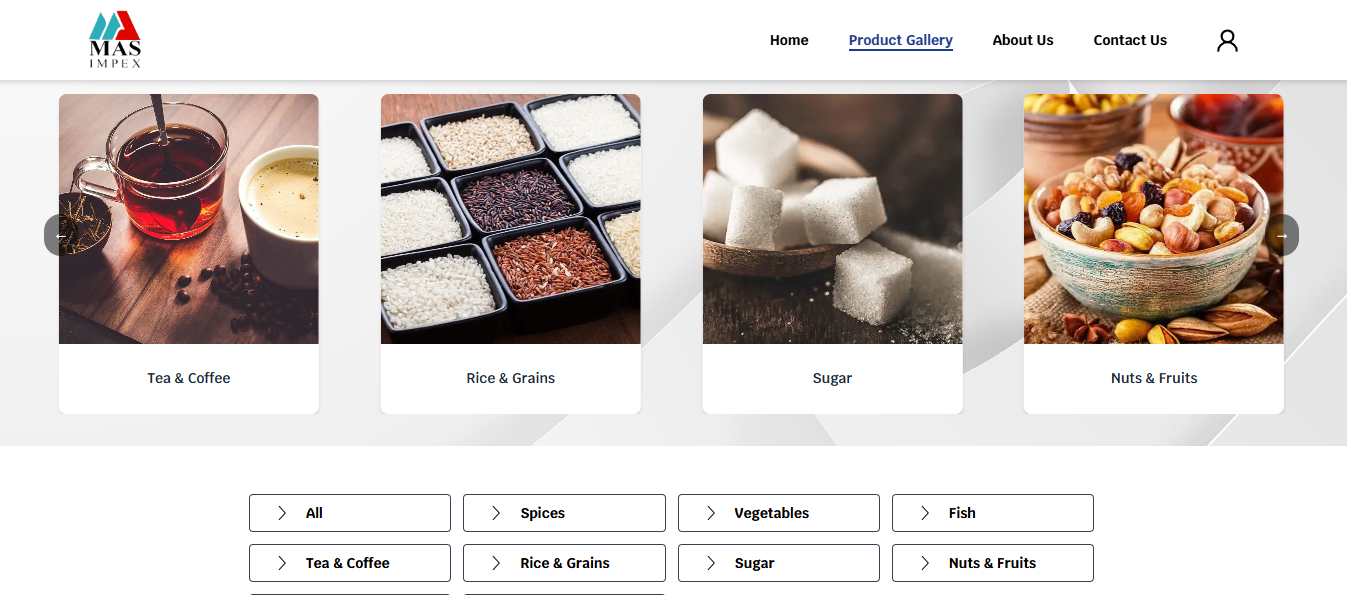 MAS
IMPEX
Home Product Gallery About Us Contact Us
← →
Tea & Coffee Rice & Grains Sugar Nuts & Fruits
All Spices Vegetables Fish
Tea & Coffee Rice & Grains Sugar Nuts & Fruits